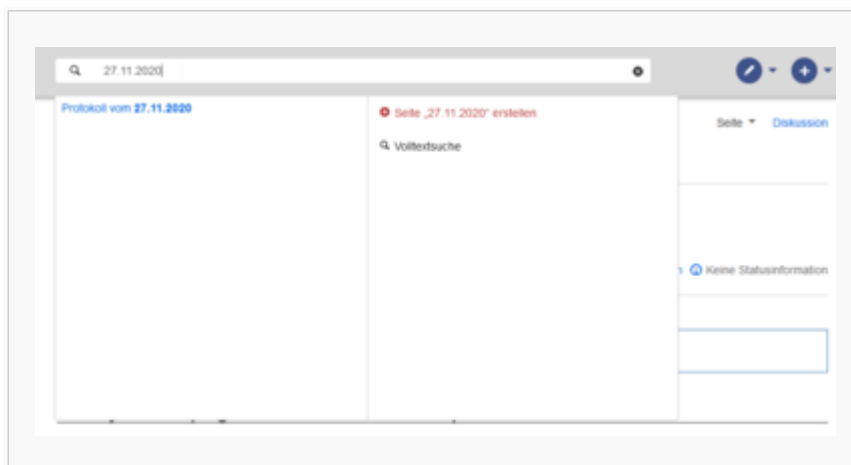 27.11.2020
Protokoll vom 27.11.2020
Seite „27.11.2020“ erstellen
Volltextsuche
Seite
Diskussion
Keine Statusinformation